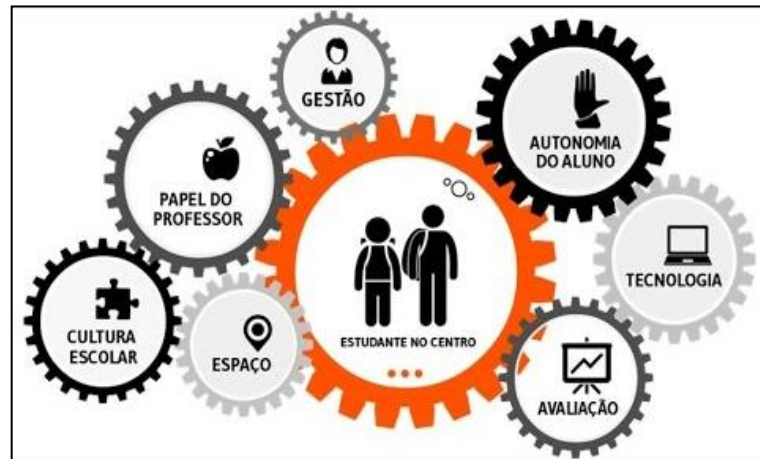 GESTÃO
AUTONOMIA
DO ALUNO
PAPEL DO
PROFESSOR
TECNOLOGIA
CULTURA
ESCOLAR
ESPAÇO
ESTUDANTE NO CENTRO
AVALIAÇÃO